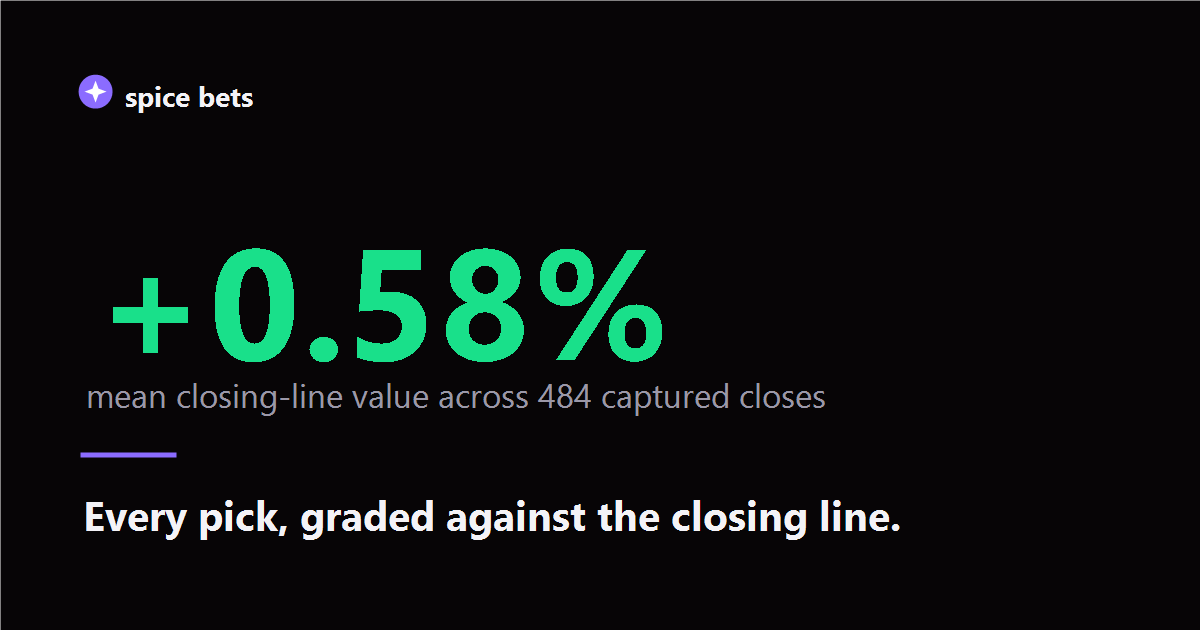 spice bets
+0.58%
mean closing-line value across 484 captured closes
Every pick, graded against the closing line.